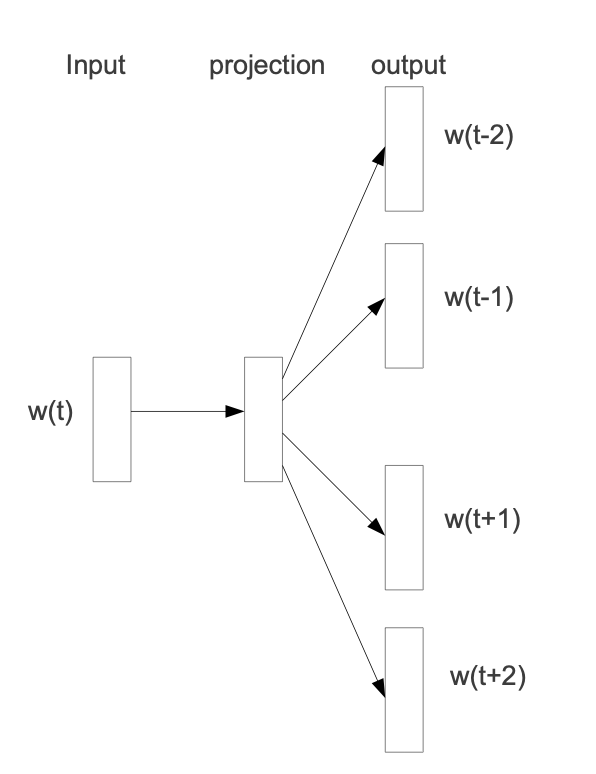 Input projection output
w(t-2)
w(t-1)
w(t)
w(t+1)
w(t+2)